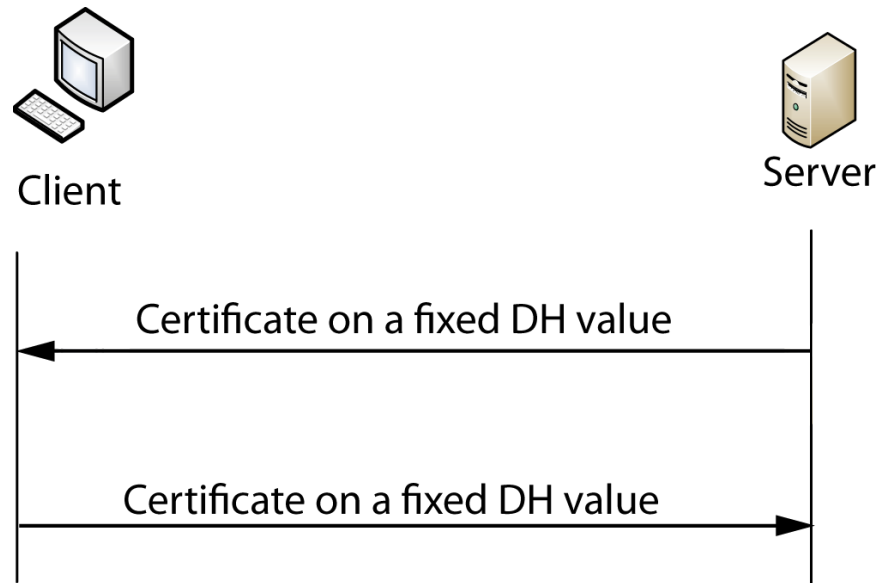 Client
Server
Certificate on a fixed DH value
Certificate on a fixed DH value